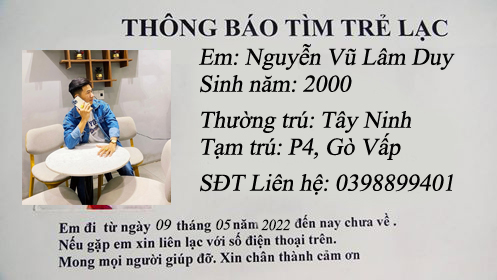 THÔNG BÁO TÌM TRẺ LẠC
Em: Nguyễn Vũ Lâm Duy
Sinh năm: 2000
Thường trú: Tây Ninh
Tạm trú: P4, Gò Vấp
SĐT Liên hệ: 0398899401
Em đi từ ngày 09 tháng 05 năm 2022 đến nay chưa về .
Nếu gặp em xin liên lạc với số điện thoại trên.
Mong mọi người giúp đỡ. Xin chân thành cảm ơn